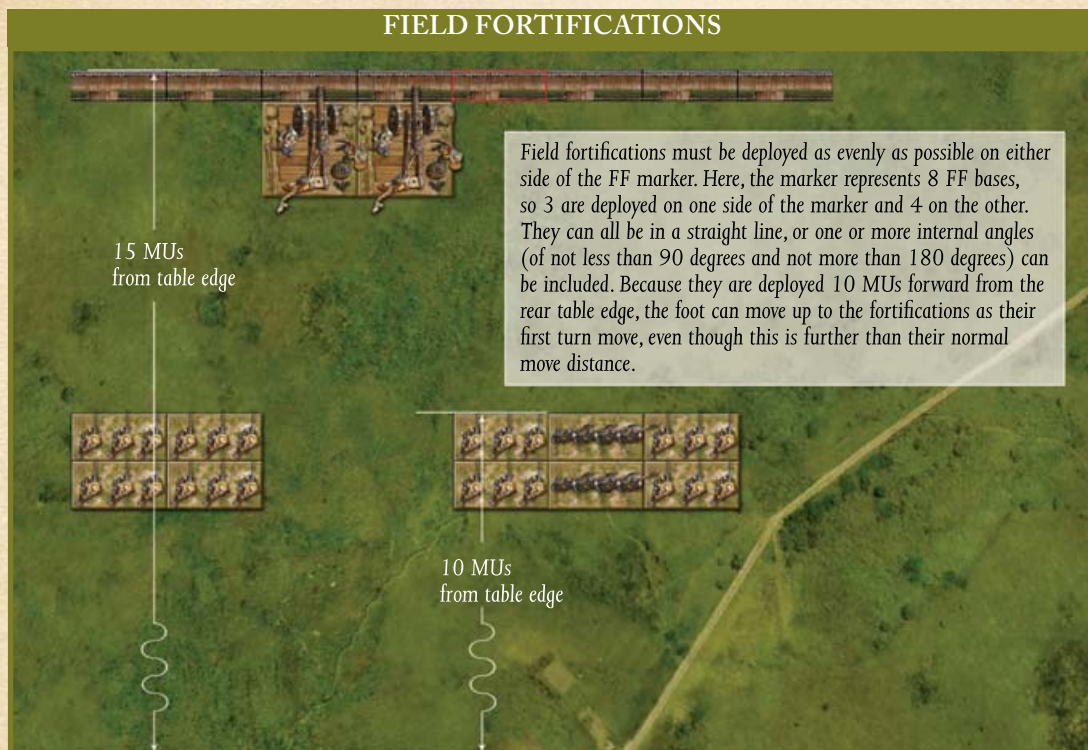 FIELD FORTIFICATIONS
Field fortifications must be deployed as evenly as possible on either
side of the FF marker. Here, the marker represents 8 FF bases,
so 3 are deployed on one side of the marker and 4 on the other.
They can all be in a straight line, or one or more internal angles
(of not less than 90 degrees and not more than 180 degrees) can
be included. Because they are deployed 10 MUs forward from the
rear table edge, the foot can move up to the fortifications as their
first turn move, even though this is further than their normal
move distance.
15 MUs
from table edge
10 MUs
from table edge